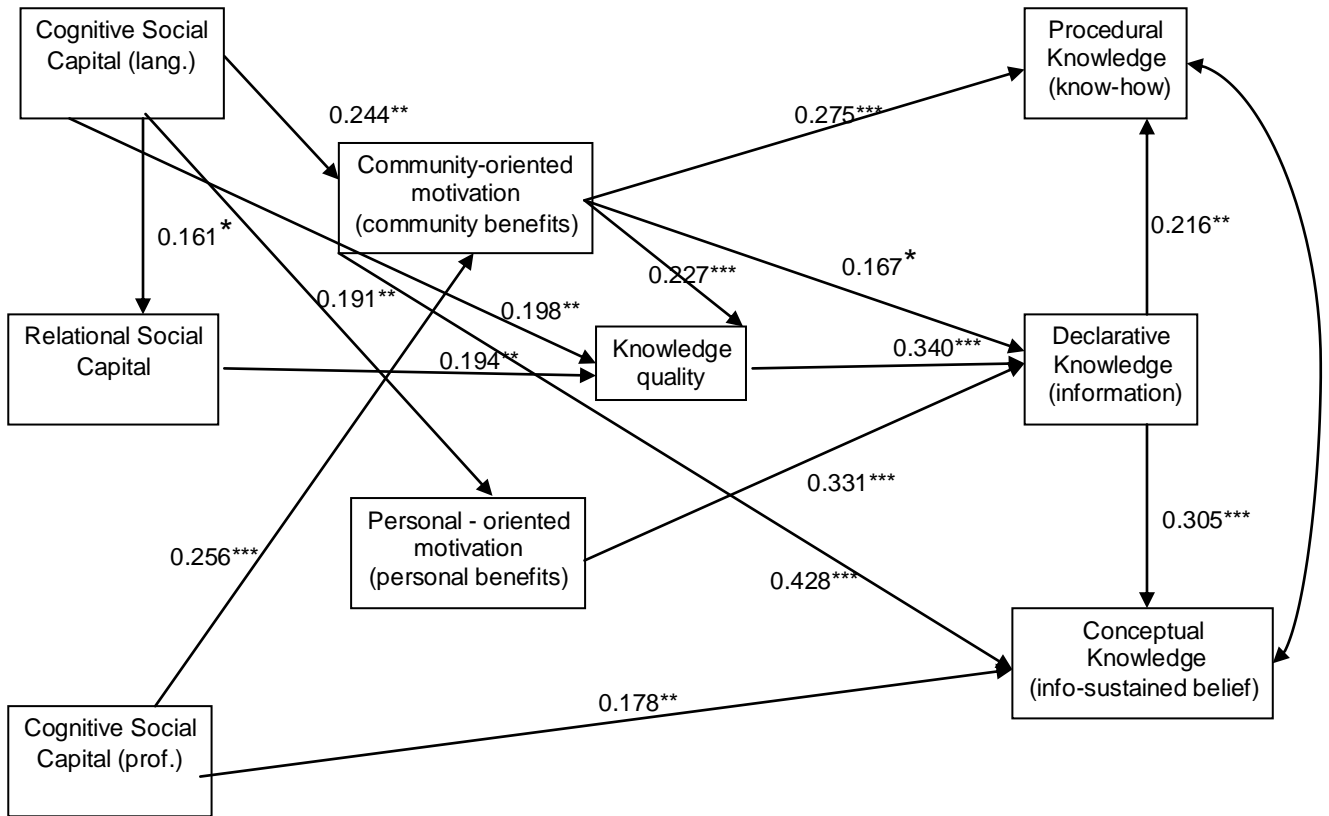 Cognitive Social
Capital (lang.)
Procedural
Knowledge
(know-how)
0.244**
0.275***
Community-oriented
motivation
(community benefits)
0.161*
0.216**
0.167*
0.227***
0.191**
0.198**
Relational Social
Capital
0.194**
Knowledge
quality
0.340***
Declarative
Knowledge
(information)
0.331***
Personal - oriented
motivation
(personal benefits)
0.305***
0.256***
0.428***
Conceptual
Knowledge
(info-sustained belief)
0.178**
Cognitive Social
Capital (prof.)